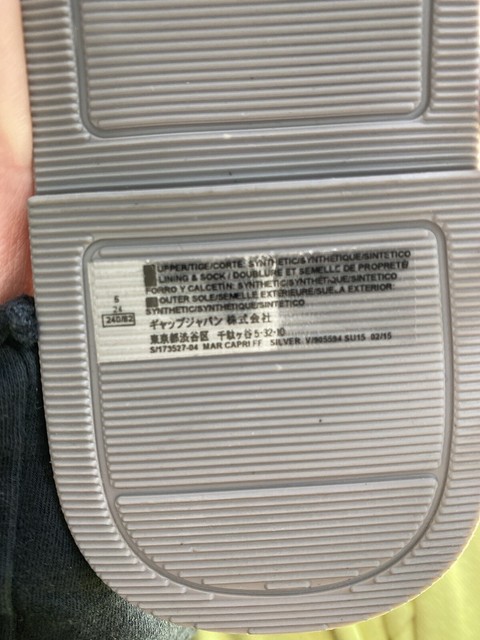 UPPER/TIGE/CORTE: SYNTHETIC/SYNTHETIQUE/SINTETICO
LINING & SOCK / DOUBLURE ET SEMELLE DE PROPRETE
FORRO Y CALCETIN: SYNTHETIC/SYNTHETIQUE/SINTETICO
OUTER SOLE/SEMELLE EXTERIEURE/SUELA EXTERIOR
SYNTHETIC/SYNTHETIQUE/SINTETICO
ギャップジャパン 株式会社
東京都渋谷区 千駄ヶ谷 5-32-10
S/173527-04 MAR CAPRI FF SILVER V/905594 SU15 02/15
5
24
240/82